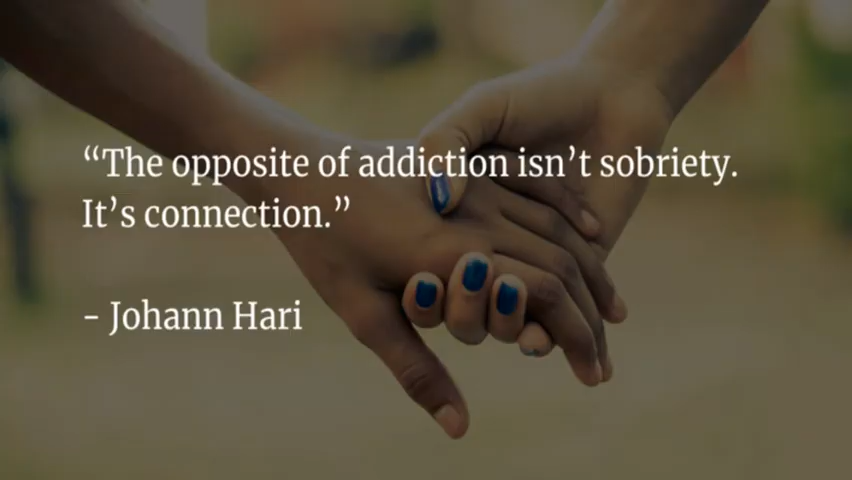 “The opposite of addiction isn’t sobriety.
It’s connection.”
- Johann Hari